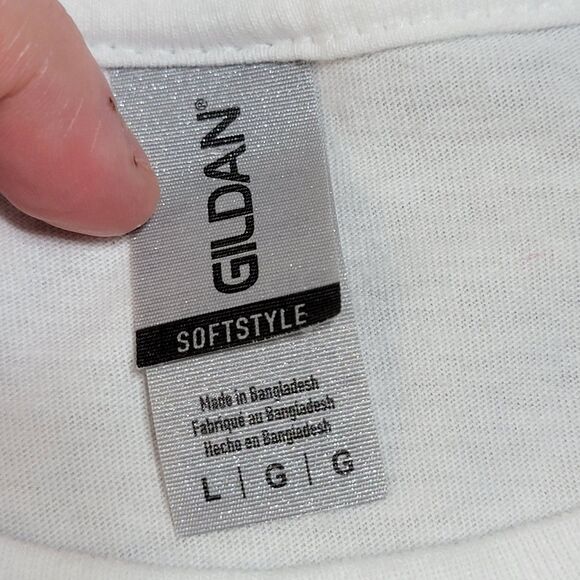 GILDAN®
SOFTSTYLE
Made in Bangladesh
Fabriqué au Bangladesh
Hecho en Bangladesh
L | G | G